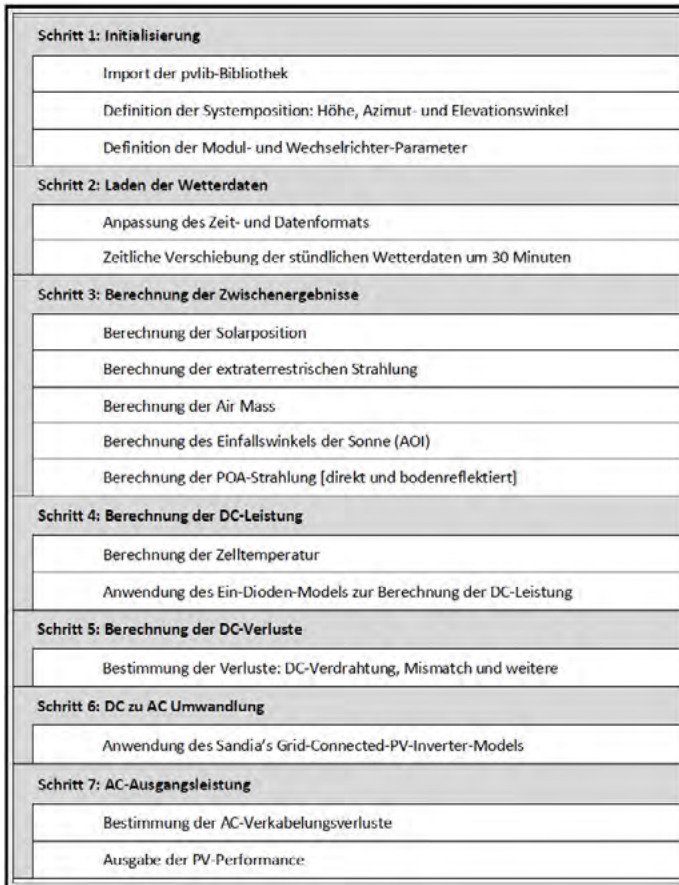 Schritt 1: Initialisierung
Import der pvlib-Bibliothek
Definition der Systemposition: Höhe, Azimut- und Elevationswinkel
Definition der Modul- und Wechselrichter-Parameter
Schritt 2: Laden der Wetterdaten
Anpassung des Zeit- und Datenformats
Zeitliche Verschiebung der stündlichen Wetterdaten um 30 Minuten
Schritt 3: Berechnung der Zwischenergebnisse
Berechnung der Solarposition
Berechnung der extraterrestrischen Strahlung
Berechnung der Air Mass
Berechnung des Einfallswinkels der Sonne (AOI)
Berechnung der POA-Strahlung [direkt und bodenreflektiert]
Schritt 4: Berechnung der DC-Leistung
Berechnung der Zelltemperatur
Anwendung des Ein-Dioden-Models zur Berechnung der DC-Leistung
Schritt 5: Berechnung der DC-Verluste
Bestimmung der Verluste: DC-Verdrahtung, Mismatch und weitere
Schritt 6: DC zu AC Umwandlung
Anwendung des Sandia's Grid-Connected-PV-Inverter-Models
Schritt 7: AC-Ausgangsleistung
Bestimmung der AC-Verkabelungsverluste
Ausgabe der PV-Performance